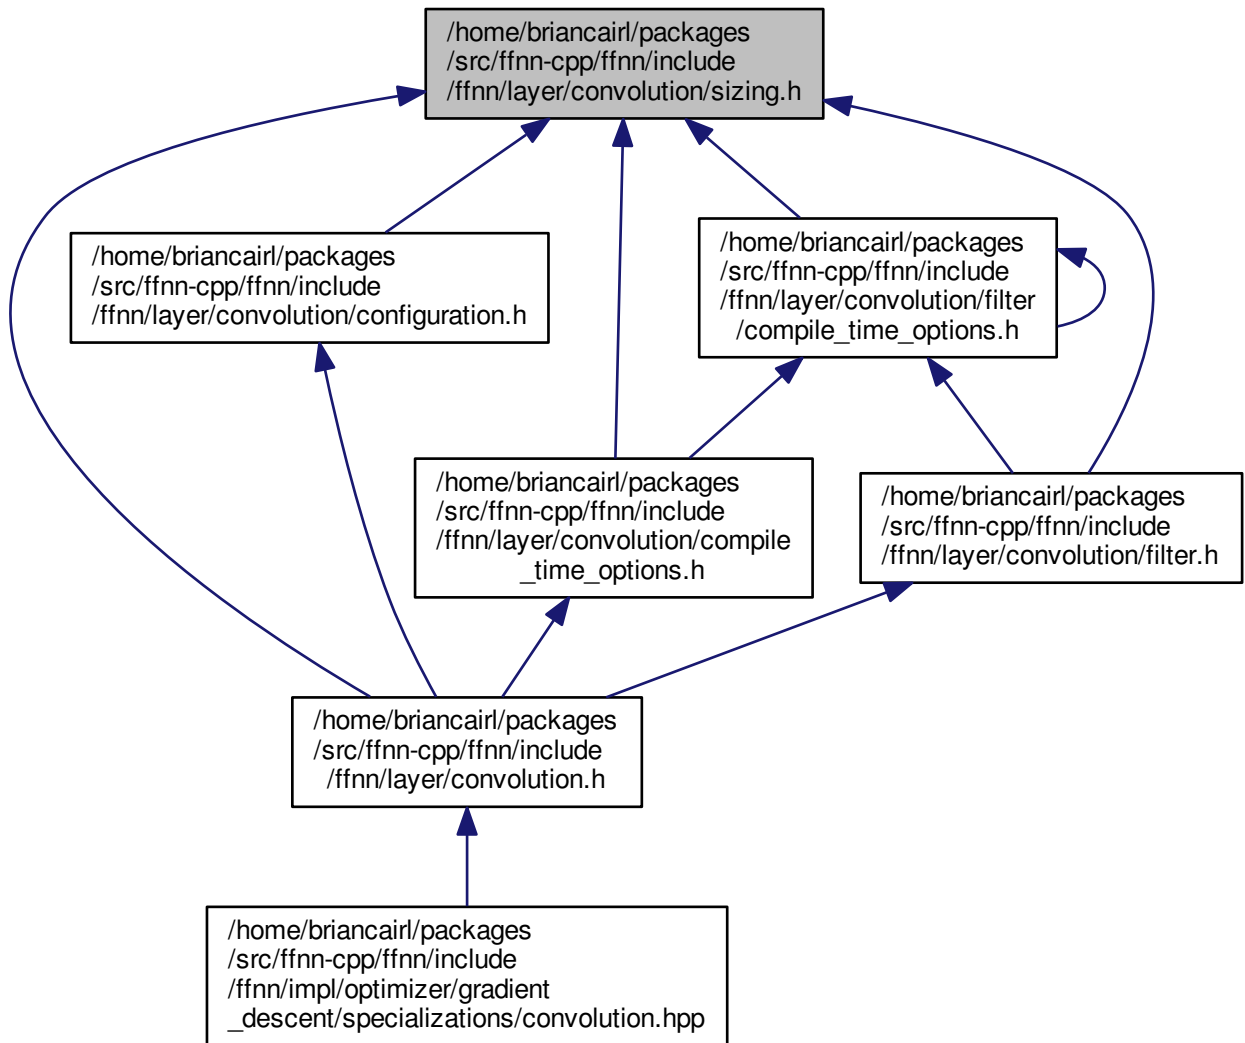 /home/briancairl/packages
/src/ffnn-cpp/ffnn/include
/ffnn/layer/convolution/sizing.h
/home/briancairl/packages
/src/ffnn-cpp/ffnn/include
/ffnn/layer/convolution/configuration.h
/home/briancairl/packages
/src/ffnn-cpp/ffnn/include
/ffnn/layer/convolution/filter
/compile_time_options.h
/home/briancairl/packages
/src/ffnn-cpp/ffnn/include
/ffnn/layer/convolution/compile
_time_options.h
/home/briancairl/packages
/src/ffnn-cpp/ffnn/include
/ffnn/layer/convolution/filter.h
/home/briancairl/packages
/src/ffnn-cpp/ffnn/include
/ffnn/layer/convolution.h
/home/briancairl/packages
/src/ffnn-cpp/ffnn/include
/ffnn/impl/optimizer/gradient
_descent/specializations/convolution.hpp